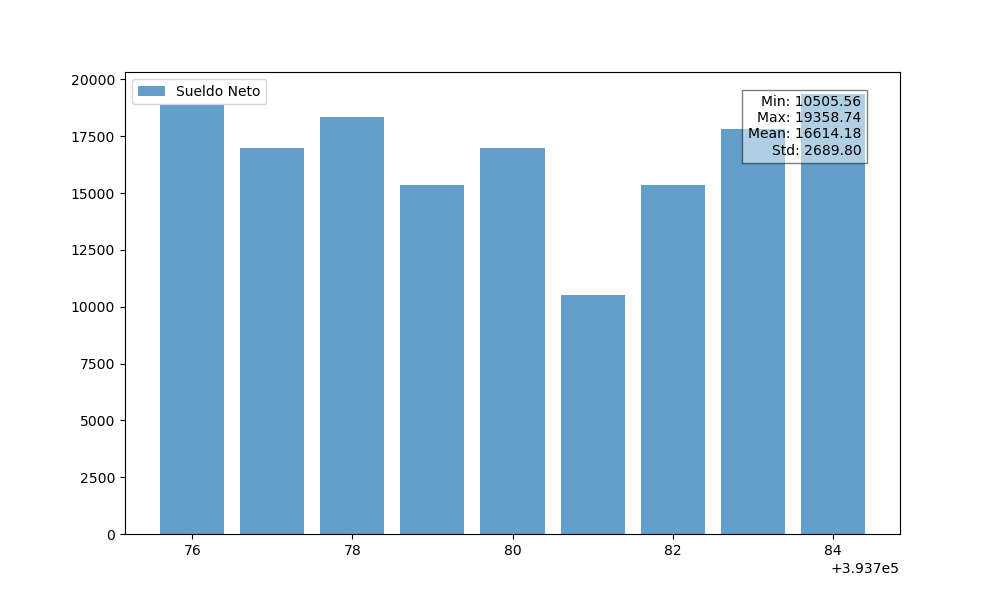 20000
17500
15000
12500
10000
7500
5000
2500
0
Sueldo Neto
Min: 10505.56
Max: 19358.74
Mean: 16614.18
Std: 2689.80
76 78 80 82 84
+3.937e5